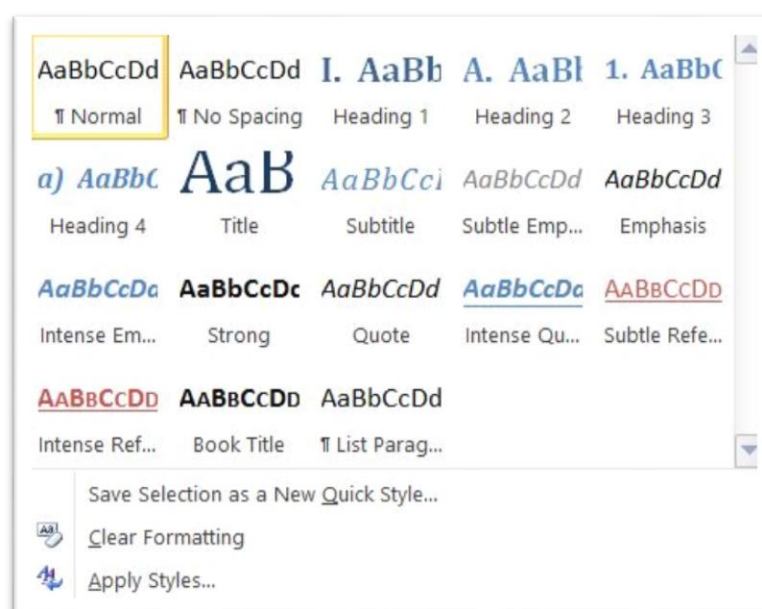 AaBbCcDd AaBbCcDd I. AaBb A. AaBl 1. AaBb(
¶ Normal ¶ No Spacing Heading 1 Heading 2 Heading 3
a) AaBb( AaB AaBbCcl AaBbCcDd AaBbCcDd
Heading 4 Title Subtitle Subtle Emp... Emphasis
AaBbCcDa AaBbCcDc AaBbCcDd AaBbCcDa AABBCCDD
Intense Em... Strong Quote Intense Qu... Subtle Refe...
AABBCCDD AABBCCDD AaBbCcDd
Intense Ref... Book Title ¶ List Parag...
Save Selection as a New Quick Style...
Aa
Clear Formatting
Apply Styles...